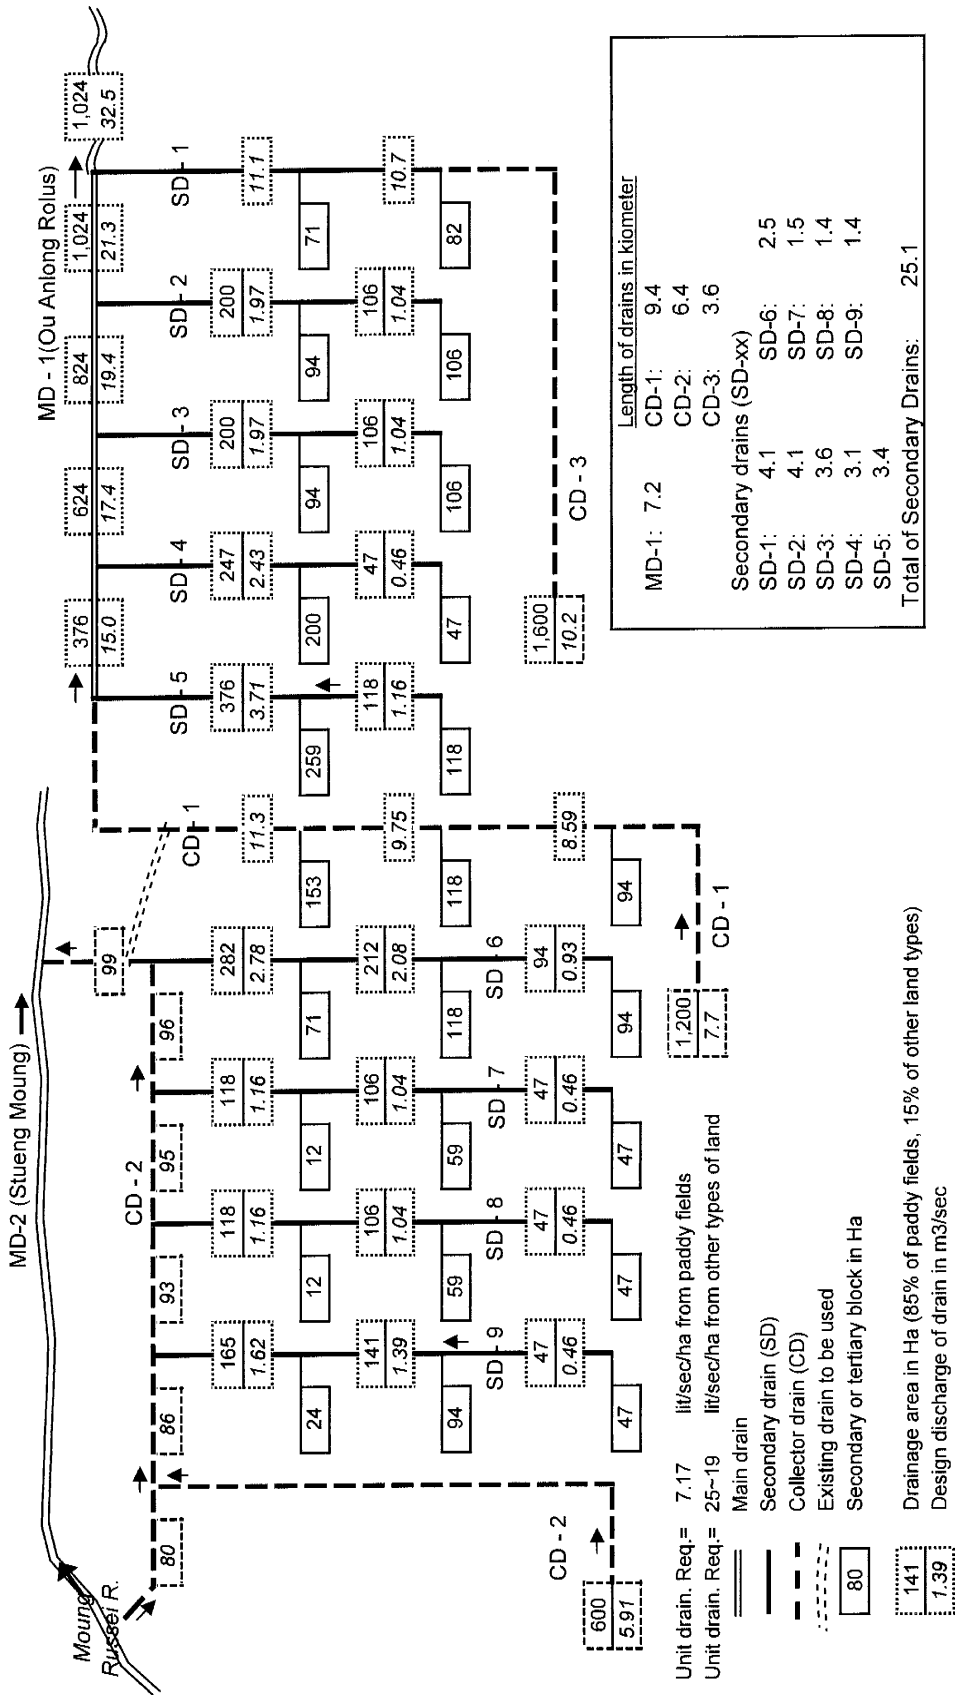 MD-2 (Stueng Moung)
MD - 1(Ou Anlong Rolus)
Moung
Russei R.
80
86
93
95
96
99
376
15.0
624
17.4
824
19.4
1,024
21.3
1,024
32.5
CD - 2
CD - 1
SD - 5
SD - 4
SD - 3
SD - 2
SD - 1
165
1.62
118
1.16
118
1.16
282
2.78
11.3
376
3.71
247
2.43
200
1.97
200
1.97
11.1
24
12
12
71
153
259
200
94
94
71
141
1.39
106
1.04
106
1.04
212
2.08
9.75
118
1.16
47
0.46
106
1.04
106
1.04
10.7
94
59
59
118
118
118
47
106
106
82
SD - 9
SD - 8
SD - 7
SD - 6
47
0.46
47
0.46
47
0.46
94
0.93
8.59
47
47
47
94
94
CD - 2
600
5.91
1,200
7.7
CD - 1
1,600
10.2
CD - 3
Unit drain. Req.= 7.17 lit/sec/ha from paddy fields
Unit drain. Req.= 25~19 lit/sec/ha from other types of land
Main drain
Secondary drain (SD)
Collector drain (CD)
Existing drain to be used
80 Secondary or tertiary block in Ha
141 Drainage area in Ha (85% of paddy fields, 15% of other land types)
1.39 Design discharge of drain in m3/sec
Length of drains in kiometer
MD-1: 7.2 CD-1: 9.4
CD-2: 6.4
CD-3: 3.6
Secondary drains (SD-xx)
SD-1: 4.1 SD-6: 2.5
SD-2: 4.1 SD-7: 1.5
SD-3: 3.6 SD-8: 1.4
SD-4: 3.1 SD-9: 1.4
SD-5: 3.4
Total of Secondary Drains: 25.1